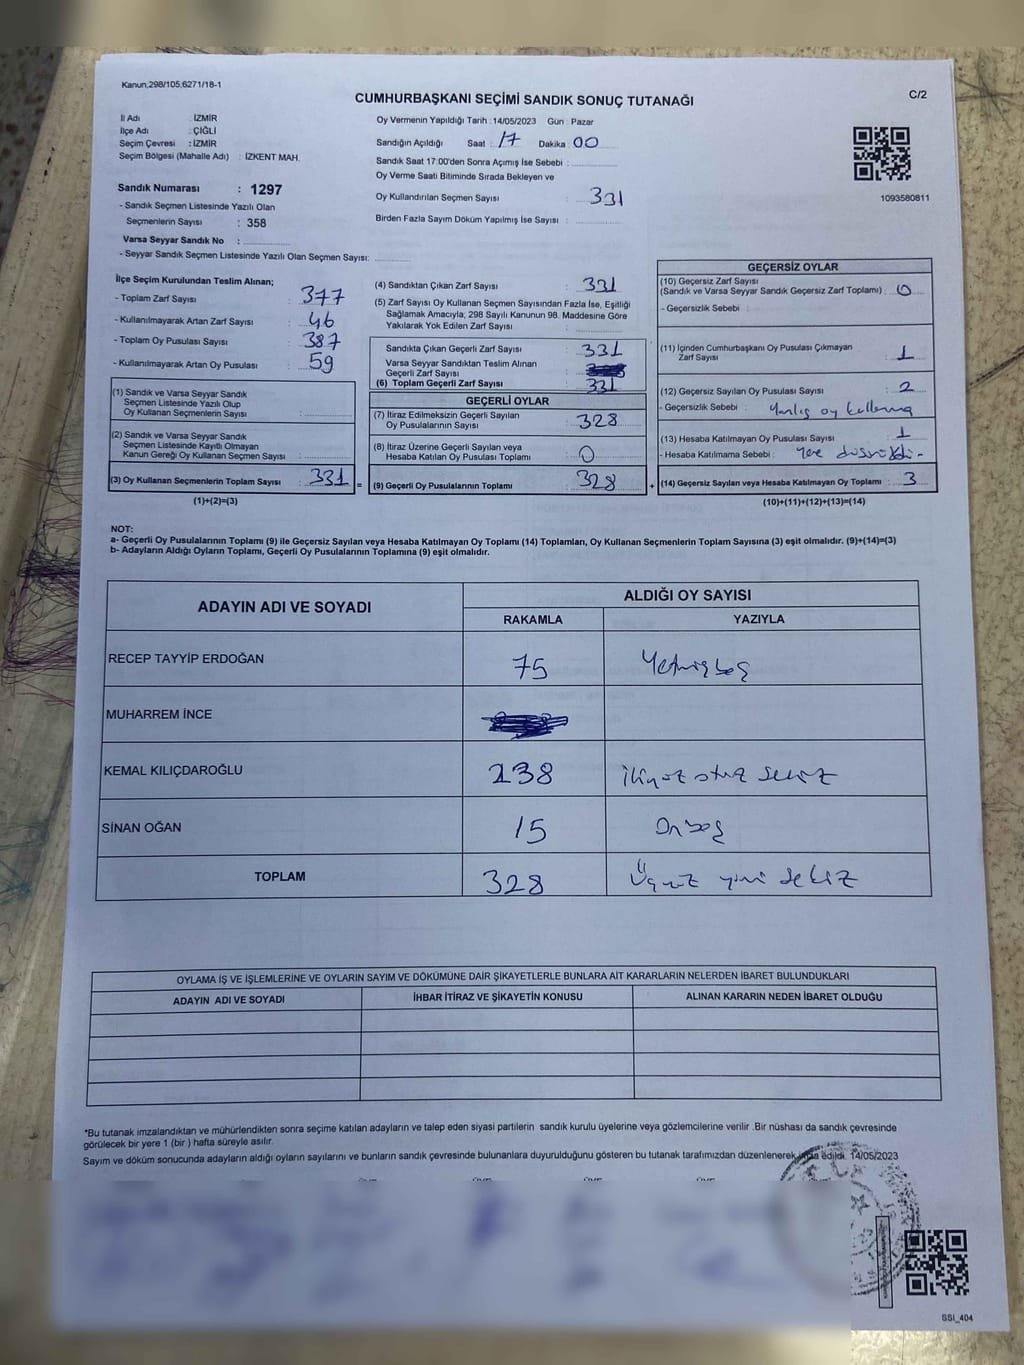 Kanun,298/105,6271/18-1
C/2
CUMHURBAŞKANI SEÇİMİ SANDIK SONUÇ TUTANAĞI
İl Adı : İZMİR
İlçe Adı : ÇİĞLİ
Seçim Çevresi : İZMİR
Seçim Bölgesi (Mahalle Adı) : İZKENT MAH.
Sandık Numarası : 1297
- Sandık Seçmen Listesinde Yazılı Olan
Seçmenlerin Sayısı : 358
Varsa Seyyar Sandık No :
- Seyyar Sandık Seçmen Listesinde Yazılı Olan Seçmen Sayısı:
Oy Vermenin Yapıldığı Tarih :14/05/2023 Gün : Pazar
Sandığın Açıldığı Saat : 17 Dakika : 00
Sandık Saat 17:00'den Sonra Açımış İse Sebebi :
Oy Verme Saati Bitiminde Sırada Bekleyen ve
Oy Kullandırılan Seçmen Sayısı : 331
Birden Fazla Sayım Döküm Yapılmış İse Sayısı :
1093580811
İlçe Seçim Kurulundan Teslim Alınan;
- Toplam Zarf Sayısı : 377
- Kullanılmayarak Artan Zarf Sayısı : 46
- Toplam Oy Pusulası Sayısı : 387
- Kullanılmayarak Artan Oy Pusulası : 59
(1) Sandık ve Varsa Seyyar Sandık
Seçmen Listesinde Yazılı Olup
Oy Kullanan Seçmenlerin Sayısı :
(2) Sandık ve Varsa Seyyar Sandık
Seçmen Listesinde Kayıtlı Olmayan
Kanun Gereği Oy Kullanan Seçmen Sayısı :
(3) Oy Kullanan Seçmenlerin Toplam Sayısı : 331
(1)+(2)=(3)
(4) Sandıktan Çıkan Zarf Sayısı : 331
(5) Zarf Sayısı Oy Kullanan Seçmen Sayısından Fazla İse, Eşitliği
Sağlamak Amacıyla, 298 Sayılı Kanunun 98. Maddesine Göre
Yakılarak Yok Edilen Zarf Sayısı :
Sandıkta Çıkan Geçerli Zarf Sayısı : 331
Varsa Seyyar Sandıktan Teslim Alınan
Geçerli Zarf Sayısı :
(6) Toplam Geçerli Zarf Sayısı : 331
GEÇERLİ OYLAR
(7) İtiraz Edilmeksizin Geçerli Sayılan
Oy Pusulalarının Sayısı : 328
(8) İtiraz Üzerine Geçerli Sayılan veya
Hesaba Katılan Oy Pusulası Toplamı : 0
= (9) Geçerli Oy Pusulalarının Toplamı : 328 +
GEÇERSİZ OYLAR
(10) Geçersiz Zarf Sayısı
(Sandık ve Varsa Seyyar Sandık Geçersiz Zarf Toplamı) : 0
- Geçersizlik Sebebi :
(11) İçinden Cumhurbaşkanı Oy Pusulası Çıkmayan
Zarf Sayısı : 1
(12) Geçersiz Sayılan Oy Pusulası Sayısı : 2
- Geçersizlik Sebebi : Yanlış oy kullanma
(13) Hesaba Katılmayan Oy Pusulası Sayısı : 1
- Hesaba Katılmama Sebebi : Yere
(14) Geçersiz Sayılan veya Hesaba Katılmayan Oy Toplamı : 3
(10)+(11)+(12)+(13)=(14)
NOT:
a- Geçerli Oy Pusulalarının Toplamı (9) ile Geçersiz Sayılan veya Hesaba Katılmayan Oy Toplamı (14) Toplamları, Oy Kullanan Seçmenlerin Toplam Sayısına (3) eşit olmalıdır. (9)+(14)=(3)
b- Adayların Aldığı Oyların Toplamı, Geçerli Oy Pusulalarının Toplamına (9) eşit olmalıdır.
ADAYIN ADI VE SOYADI ALDIĞI OY SAYISI
RAKAMLA YAZIYLA
RECEP TAYYİP ERDOĞAN 75 Yetmişbeş
MUHARREM İNCE
KEMAL KILIÇDAROĞLU 238 ikiyüz otuz sekiz
SİNAN OĞAN 15 Onbeş
TOPLAM 328 Üçyüz yirmi sekiz
OYLAMA İŞ VE İŞLEMLERİNE VE OYLARIN SAYIM VE DÖKÜMÜNE DAİR ŞİKAYETLERLE BUNLARA AİT KARARLARIN NELERDEN İBARET BULUNDUKLARI
ADAYIN ADI VE SOYADI İHBAR İTİRAZ VE ŞİKAYETİN KONUSU ALINAN KARARIN NEDEN İBARET OLDUĞU
*Bu tutanak imzalandıktan ve mühürlendikten sonra seçime katılan adayların ve talep eden siyasi partilerin sandık kurulu üyelerine veya gözlemcilerine verilir .Bir nüshası da sandık çevresinde
görülecek bir yere 1 (bir ) hafta süreyle asılır.
Sayım ve döküm sonucunda adayların aldığı oyların sayılarını ve bunların sandık çevresinde bulunanlara duyurulduğunu gösteren bu tutanak tarafımızdan düzenlenerek imza edildi. 14/05/2023
SSI_404